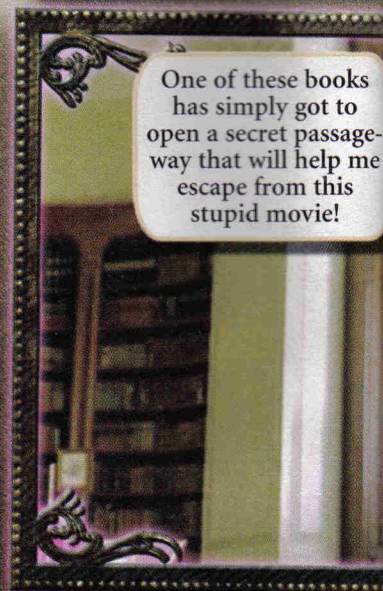 One of these books
has simply got to
open a secret passage-
way that will help me
escape from this
stupid movie!